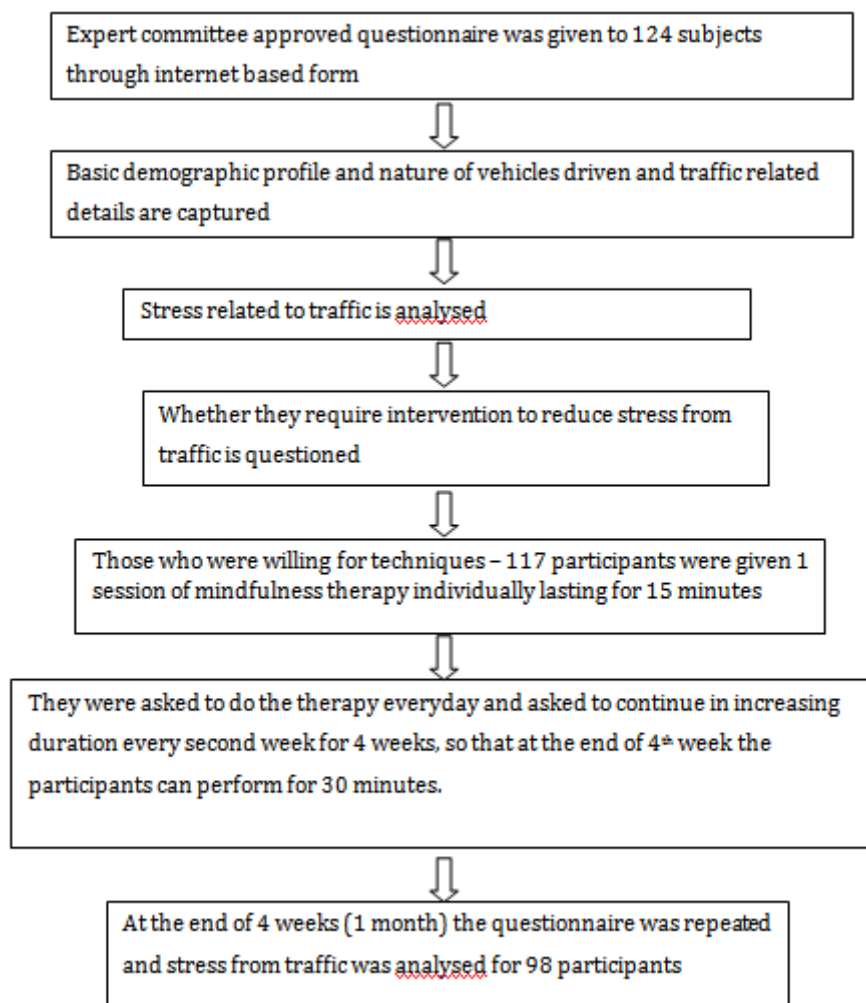 Expert committee approved questionnaire was given to 124 subjects
through internet based form
Basic demographic profile and nature of vehicles driven and traffic related
details are captured
Stress related to traffic is analysed
Whether they require intervention to reduce stress from
traffic is questioned
Those who were willing for techniques – 117 participants were given 1
session of mindfulness therapy individually lasting for 15 minutes
They were asked to do the therapy everyday and asked to continue in increasing
duration every second week for 4 weeks, so that at the end of 4th week the
participants can perform for 30 minutes.
At the end of 4 weeks (1 month) the questionnaire was repeated
and stress from traffic was analysed for 98 participants